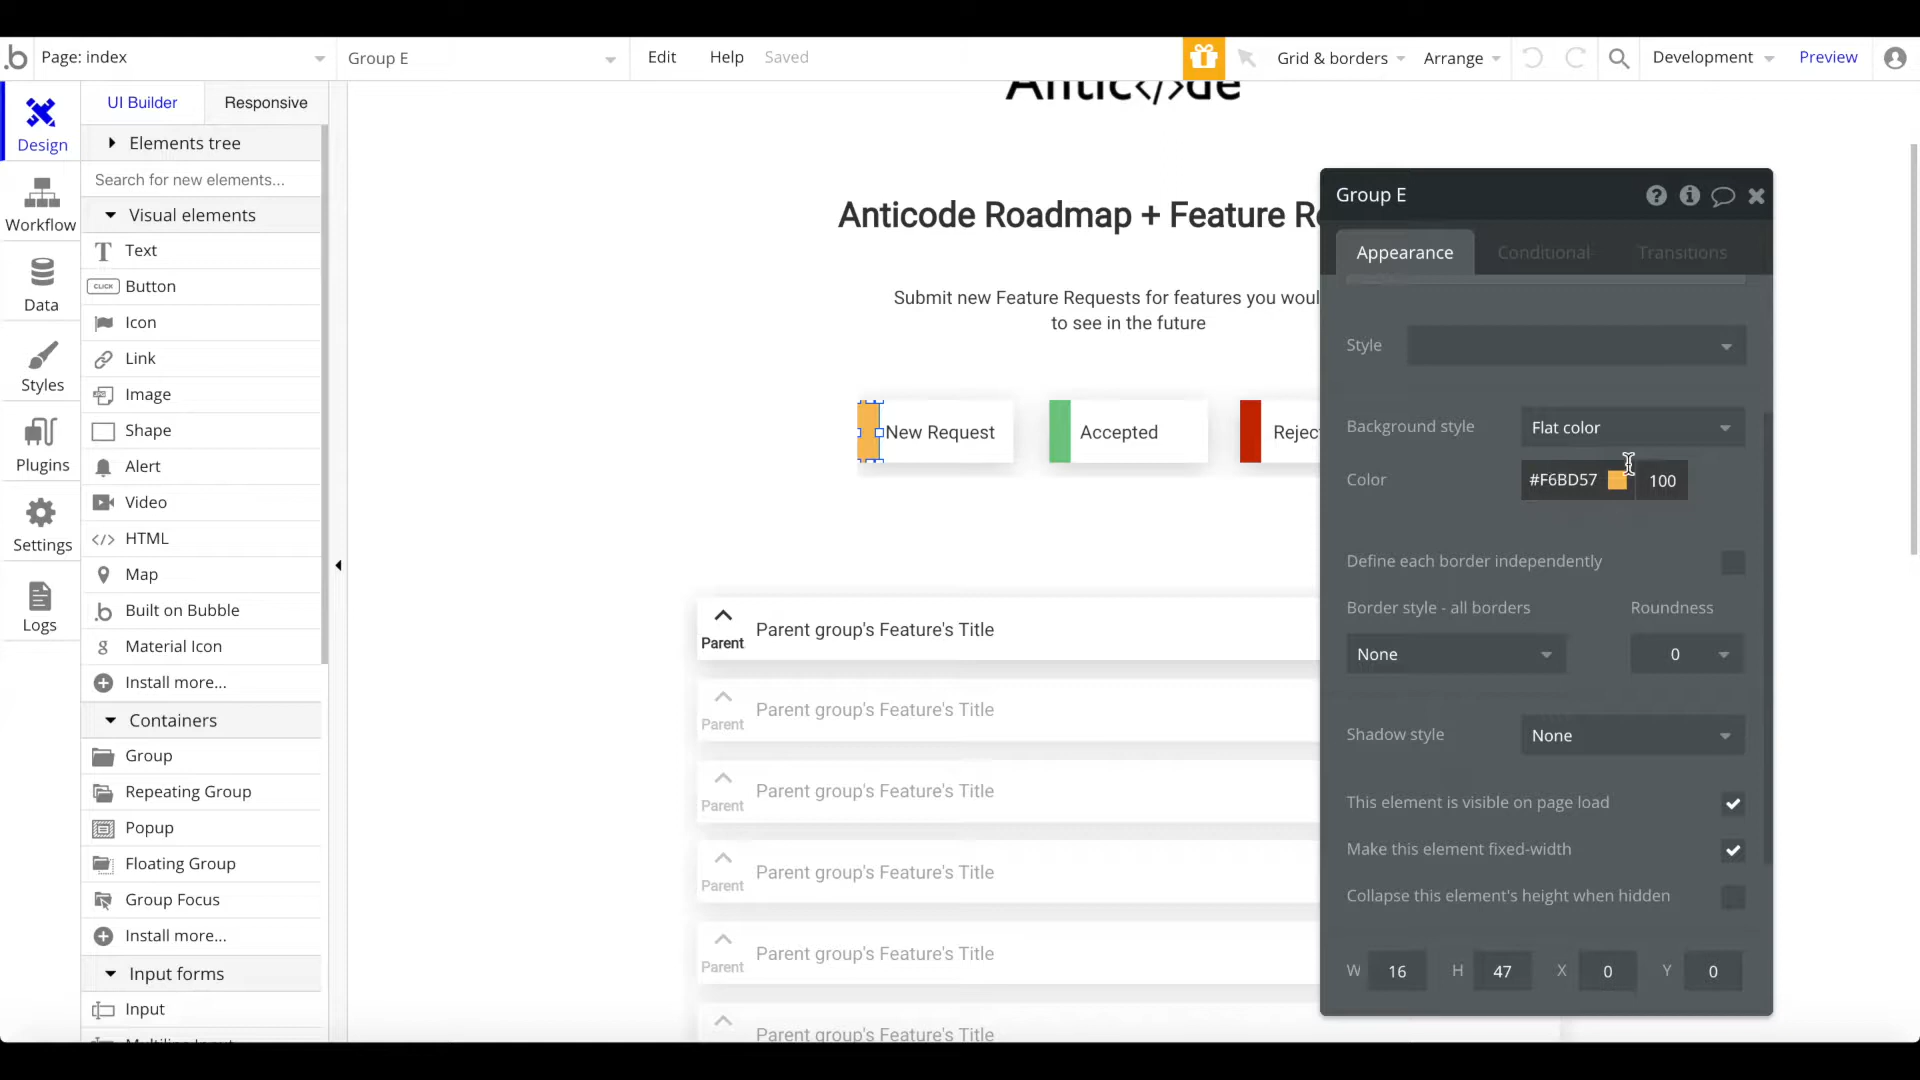 Page: index
Group E
Edit
Help
Saved
Grid & borders
Arrange
Development
Preview
UI Builder
Responsive
Design
Workflow
Data
Styles
Plugins
Settings
Logs
Elements tree
Search for new elements...
Visual elements
Text
CLICK
Button
Icon
Link
Image
Shape
Alert
Video
HTML
Map
Built on Bubble
Material Icon
Install more...
Containers
Group
Repeating Group
Popup
Floating Group
Group Focus
Install more...
Input forms
Input
Antic</>de
Anticode Roadmap + Feature R
Submit new Feature Requests for features you woul
to see in the future
New Request
Accepted
Reject
Parent
Parent group's Feature's Title
Parent
Parent group's Feature's Title
Parent
Parent group's Feature's Title
Parent
Parent group's Feature's Title
Parent
Parent group's Feature's Title
Parent group's Feature's Title
Group E
Appearance
Conditional
Transitions
Style
Background style
Flat color
Color
#F6BD57
100
Define each border independently
Border style - all borders
Roundness
None
0
Shadow style
None
This element is visible on page load
Make this element fixed-width
Collapse this element's height when hidden
W 16 H 47 X 0 Y 0